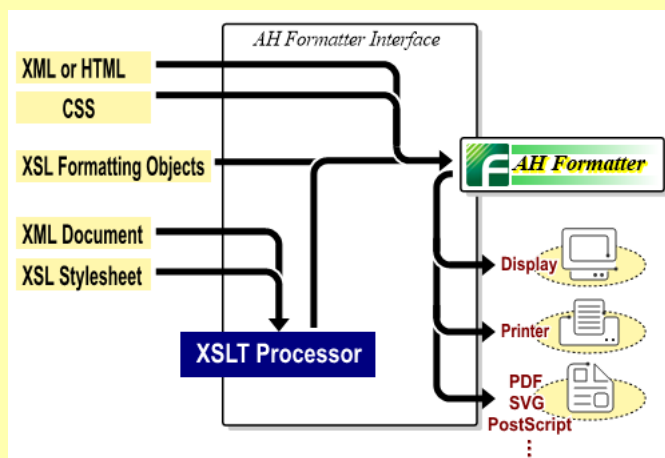 AH Formatter Interface
XML or HTML
CSS
XSL Formatting Objects
AH Formatter
XML Document
XSL Stylesheet
XSLT Processor
Display
Printer
PDF
SVG
PostScript
⋮